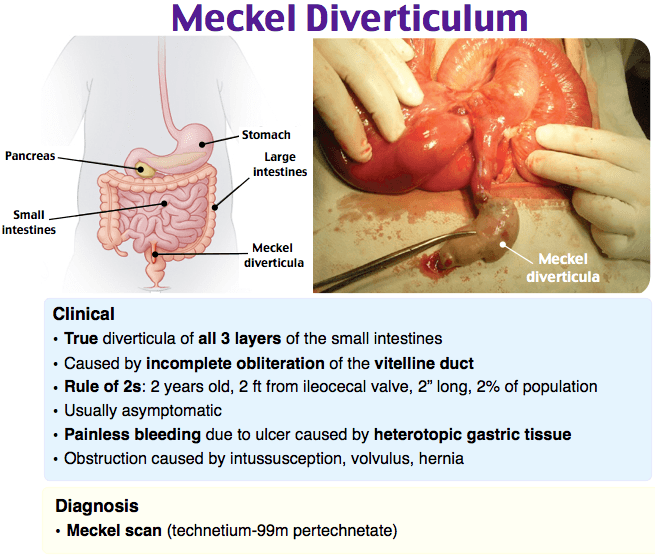 Meckel Diverticulum
Stomach
Pancreas
Large
intestines
Small
intestines
Meckel
diverticula
Meckel
diverticula
Clinical
• True diverticula of all 3 layers of the small intestines
• Caused by incomplete obliteration of the vitelline duct
• Rule of 2s: 2 years old, 2 ft from ileocecal valve, 2” long, 2% of population
• Usually asymptomatic
• Painless bleeding due to ulcer caused by heterotopic gastric tissue
• Obstruction caused by intussusception, volvulus, hernia
Diagnosis
• Meckel scan (technetium-99m pertechnetate)